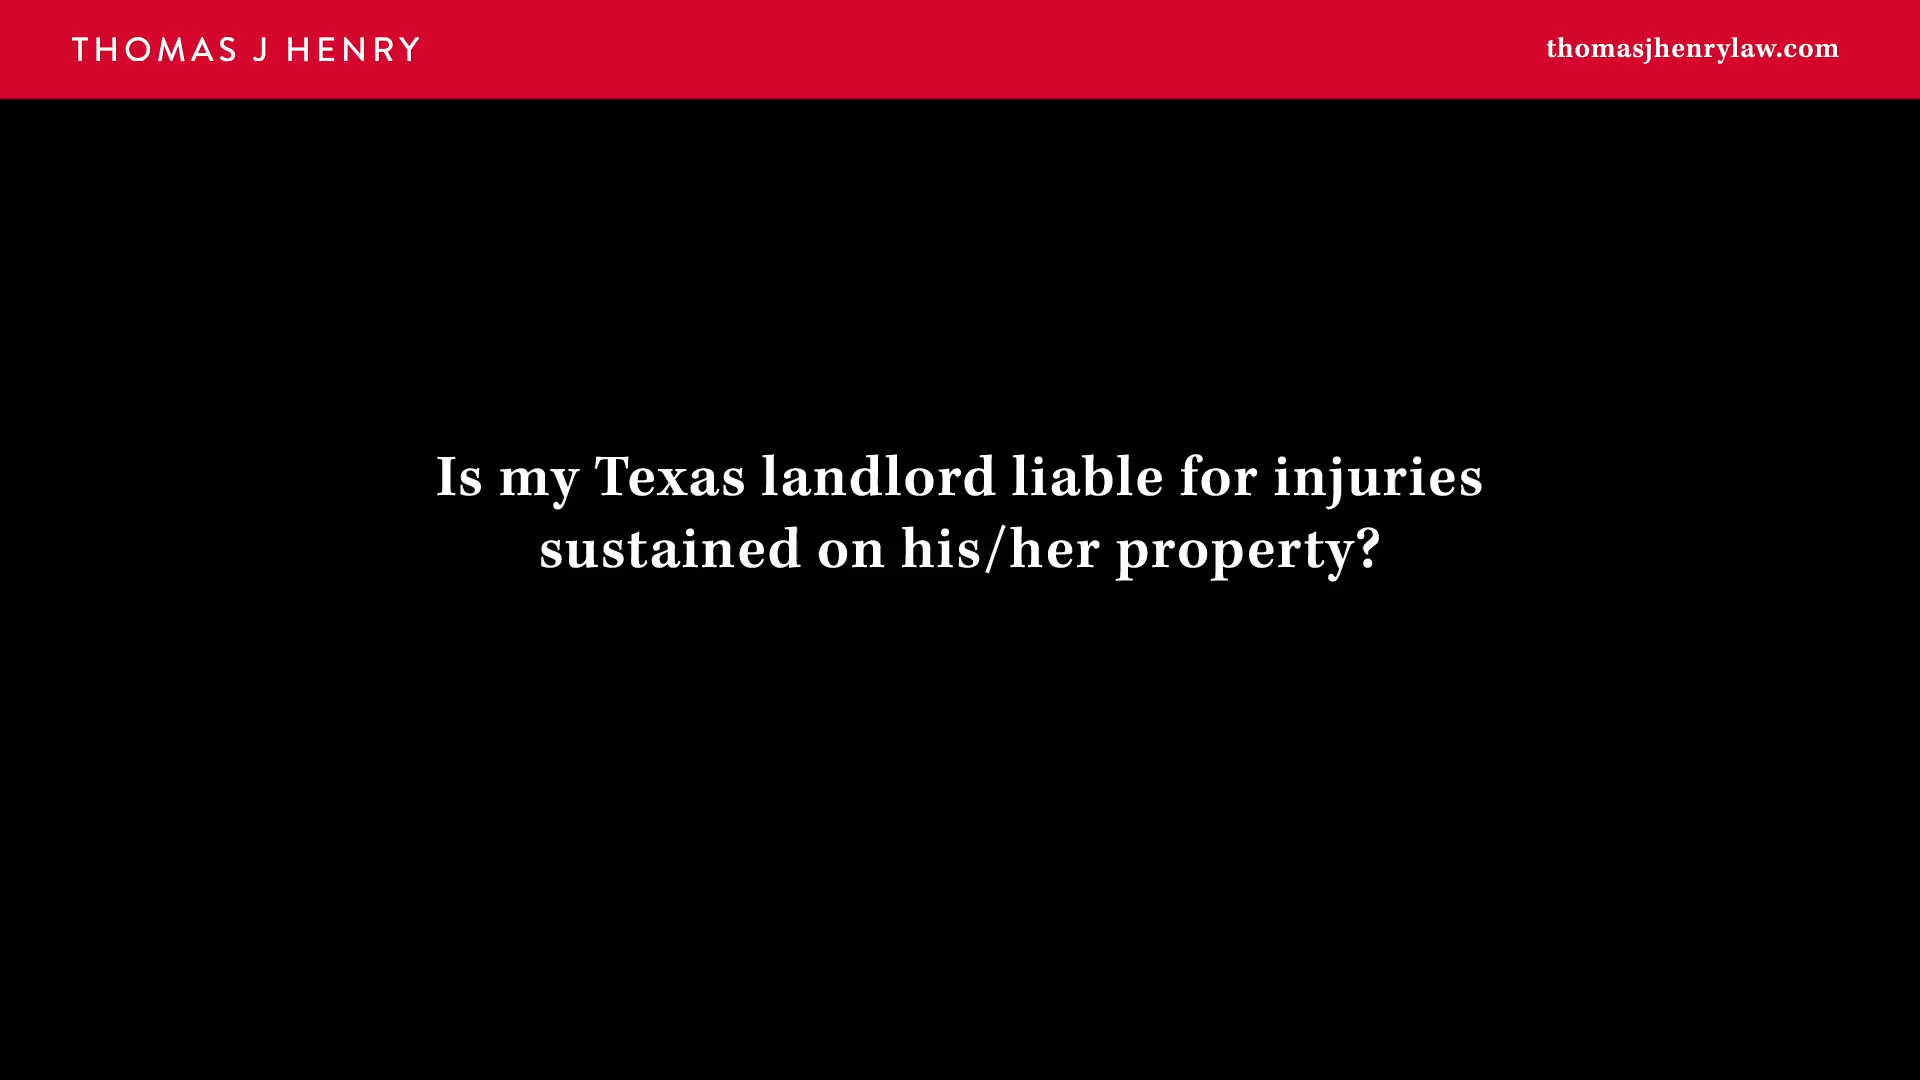 THOMAS J HENRY
thomasjhenrylaw.com
Is my Texas landlord liable for injuries
sustained on his/her property?